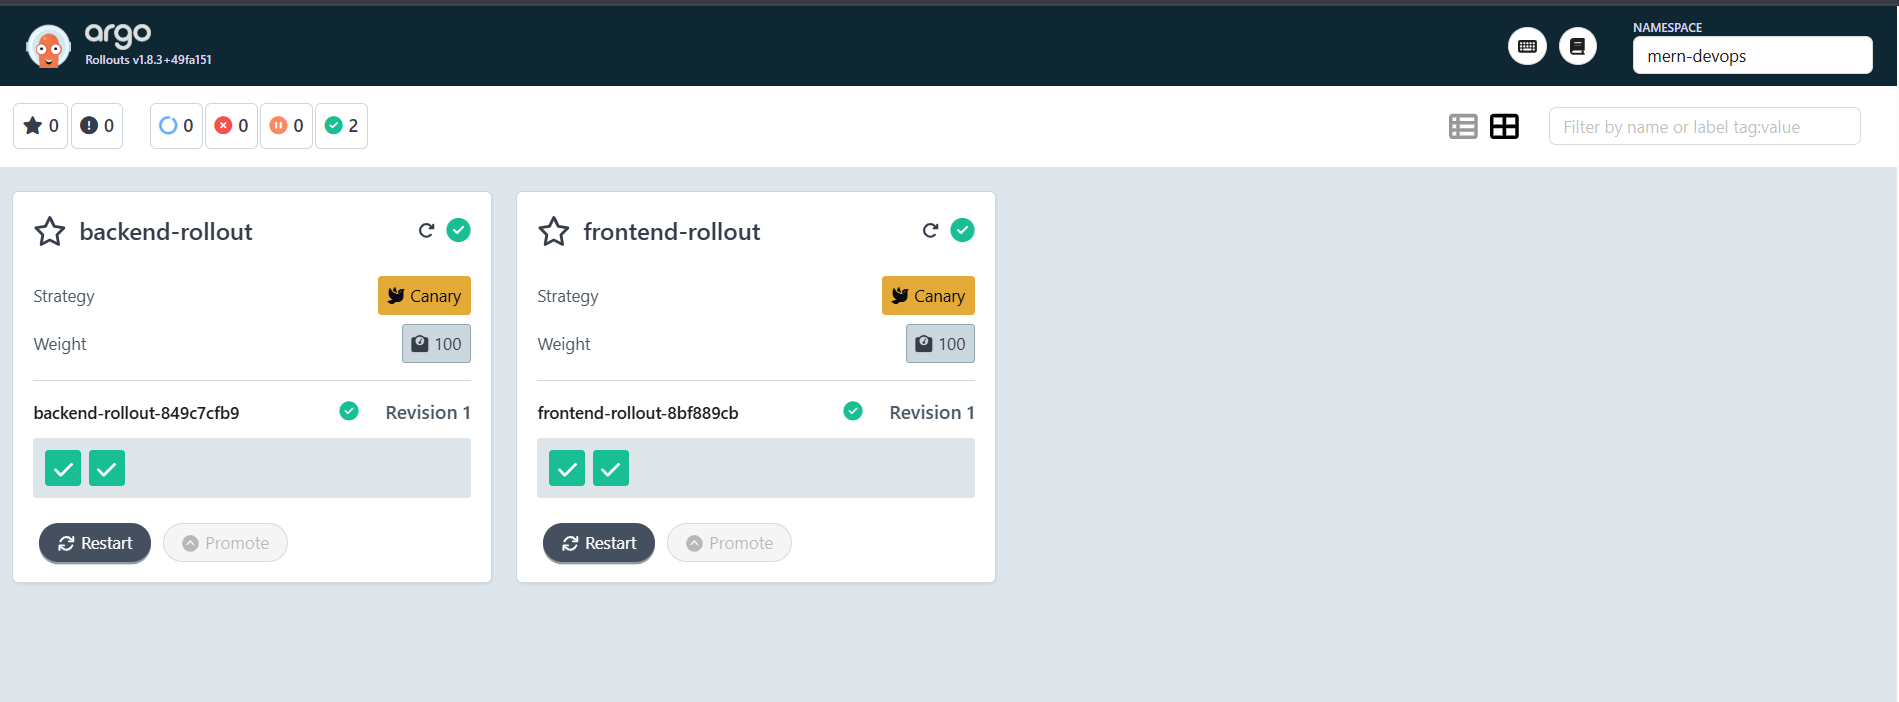 argo
Rollouts v1.8.3+49fa151
NAMESPACE
mern-devops
0 0 0 0 0 2
Filter by name or label tag:value
backend-rollout
Strategy Canary
Weight 100
backend-rollout-849c7cfb9 Revision 1
Restart Promote
frontend-rollout
Strategy Canary
Weight 100
frontend-rollout-8bf889cb Revision 1
Restart Promote